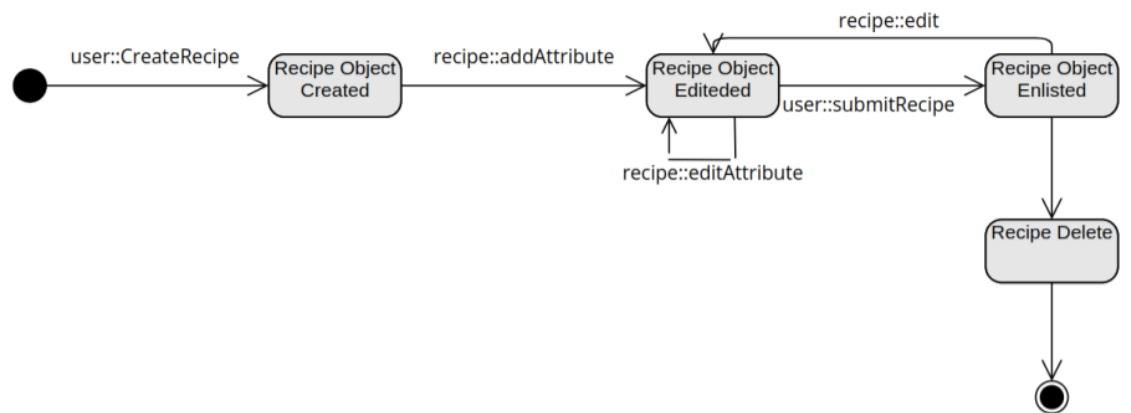 recipe::edit
user::CreateRecipe
recipe::addAttribute
Recipe Object
Created
Recipe Object
Editeded
Recipe Object
Enlisted
user::submitRecipe
recipe::editAttribute
Recipe Delete